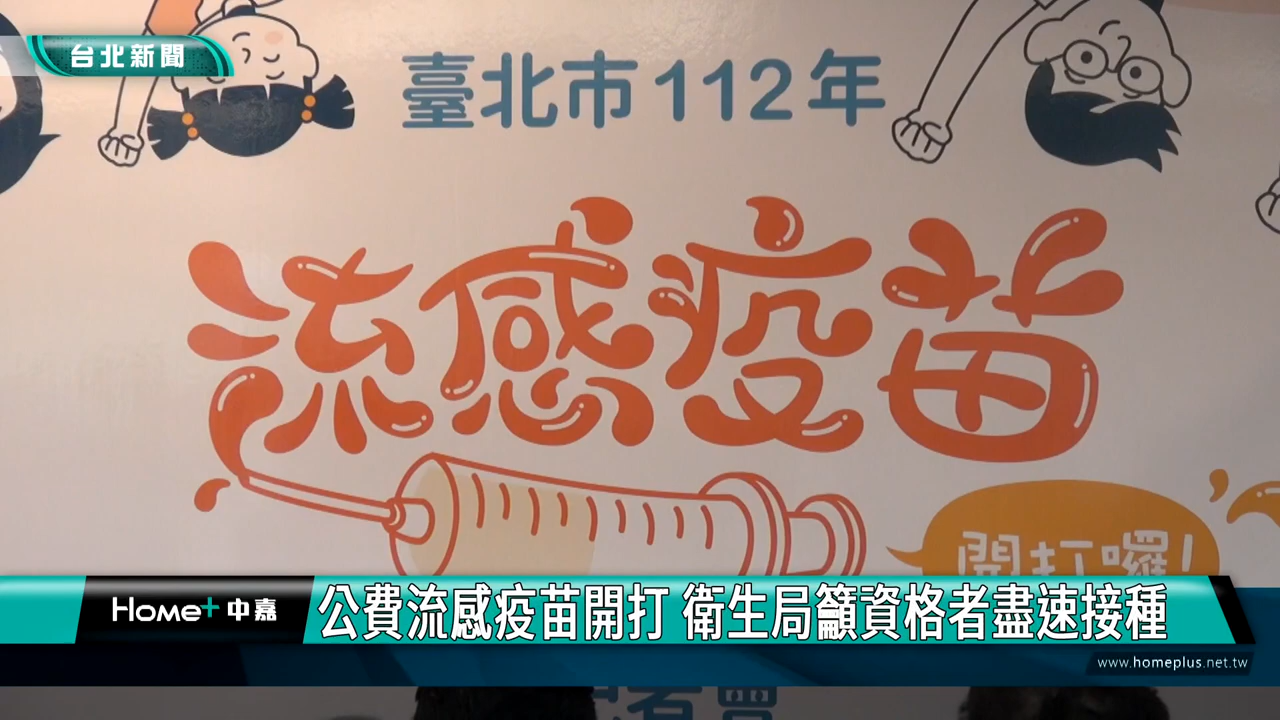 台北新聞
臺北市112年
流感疫苗
開打囉!
Home+中嘉
公費流感疫苗開打 衛生局籲資格者盡速接種
www.homeplus.net.tw
者會